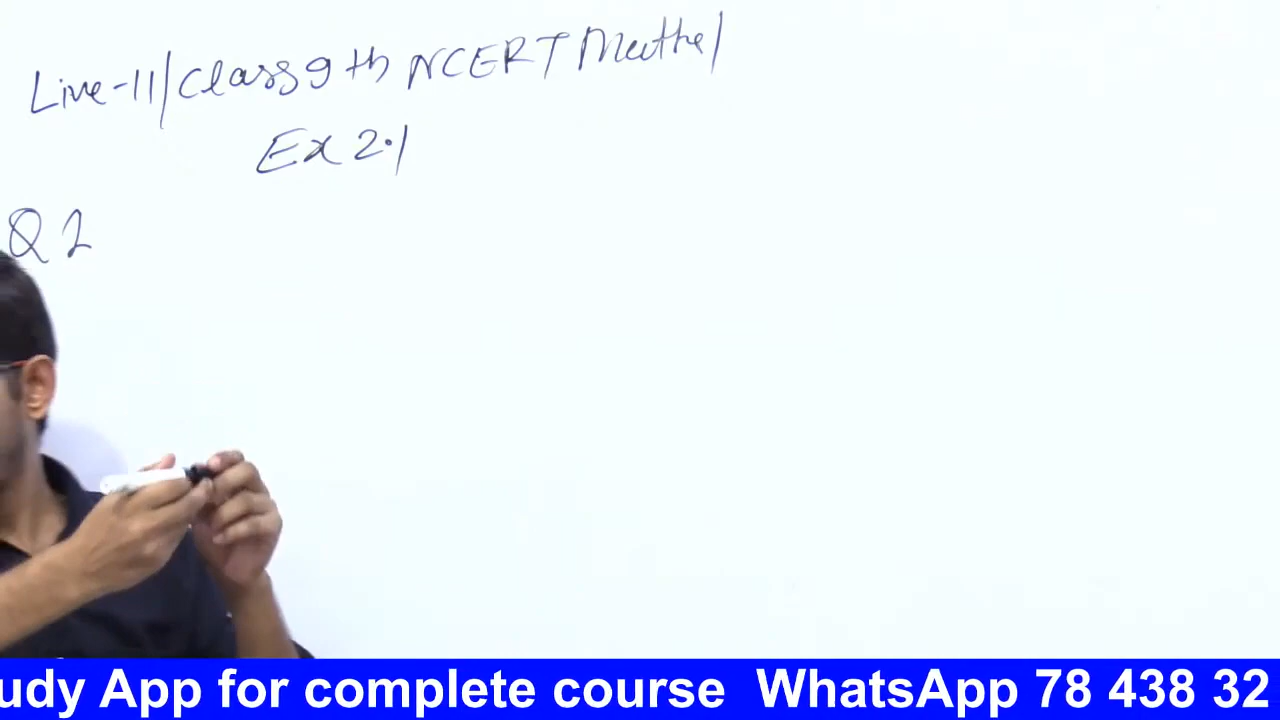 Live-11/Class 9th NCERT Maths/
Ex 2.1
Q 2
udy App for complete course WhatsApp 78 438 32